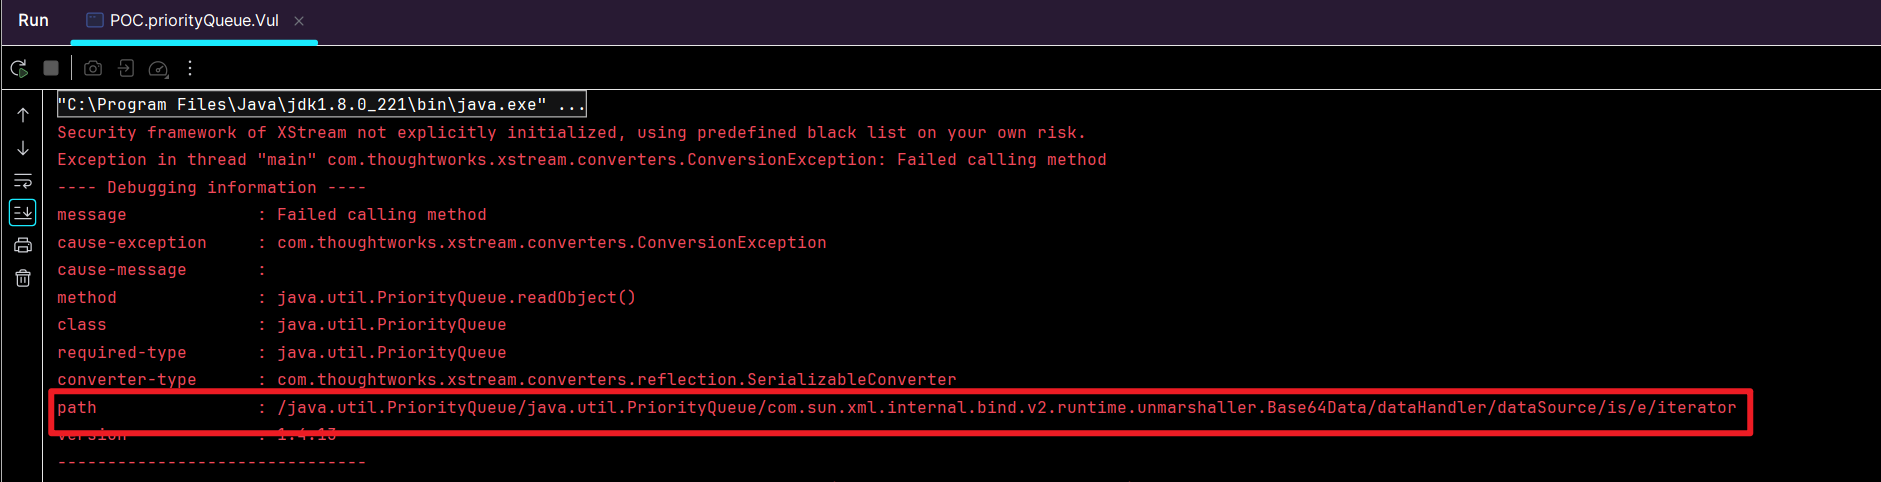 Run POC.priorityQueue.Vul
"C:\Program Files\Java\jdk1.8.0_221\bin\java.exe" ...
Security framework of XStream not explicitly initialized, using predefined black list on your own risk.
Exception in thread "main" com.thoughtworks.xstream.converters.ConversionException: Failed calling method
---- Debugging information ----
message             : Failed calling method
cause-exception     : com.thoughtworks.xstream.converters.ConversionException
cause-message       :
method              : java.util.PriorityQueue.readObject()
class               : java.util.PriorityQueue
required-type       : java.util.PriorityQueue
converter-type      : com.thoughtworks.xstream.converters.reflection.SerializableConverter
path                : /java.util.PriorityQueue/java.util.PriorityQueue/com.sun.xml.internal.bind.v2.runtime.unmarshaller.Base64Data/dataHandler/dataSource/is/e/iterator
version             : 1.4.13
-------------------------------